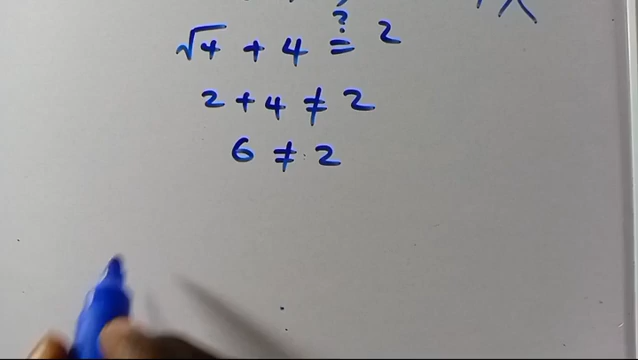 √4 + 4 ≟ 2
2 + 4 ≠ 2
6 ≠ 2